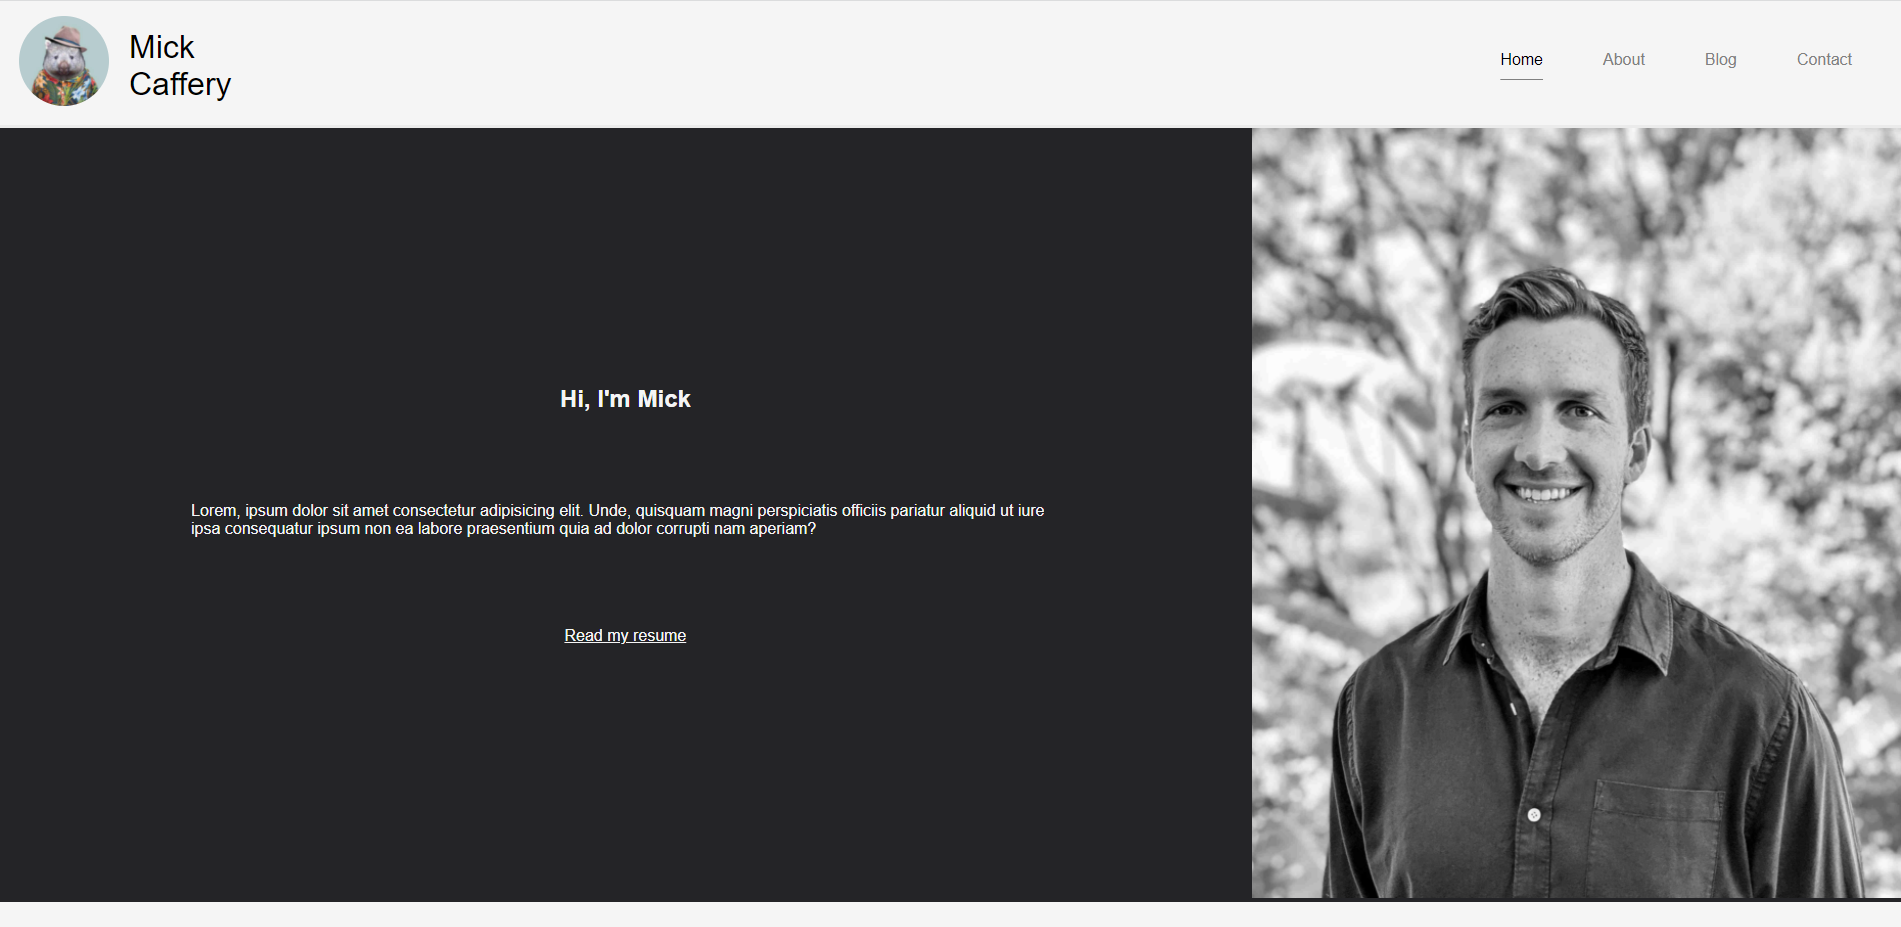 Mick
Caffery
Home
About
Blog
Contact
Hi, I'm Mick
Lorem, ipsum dolor sit amet consectetur adipisicing elit. Unde, quisquam magni perspiciatis officiis pariatur aliquid ut iure
ipsa consequatur ipsum non ea labore praesentium quia ad dolor corrupti nam aperiam?
Read my resume